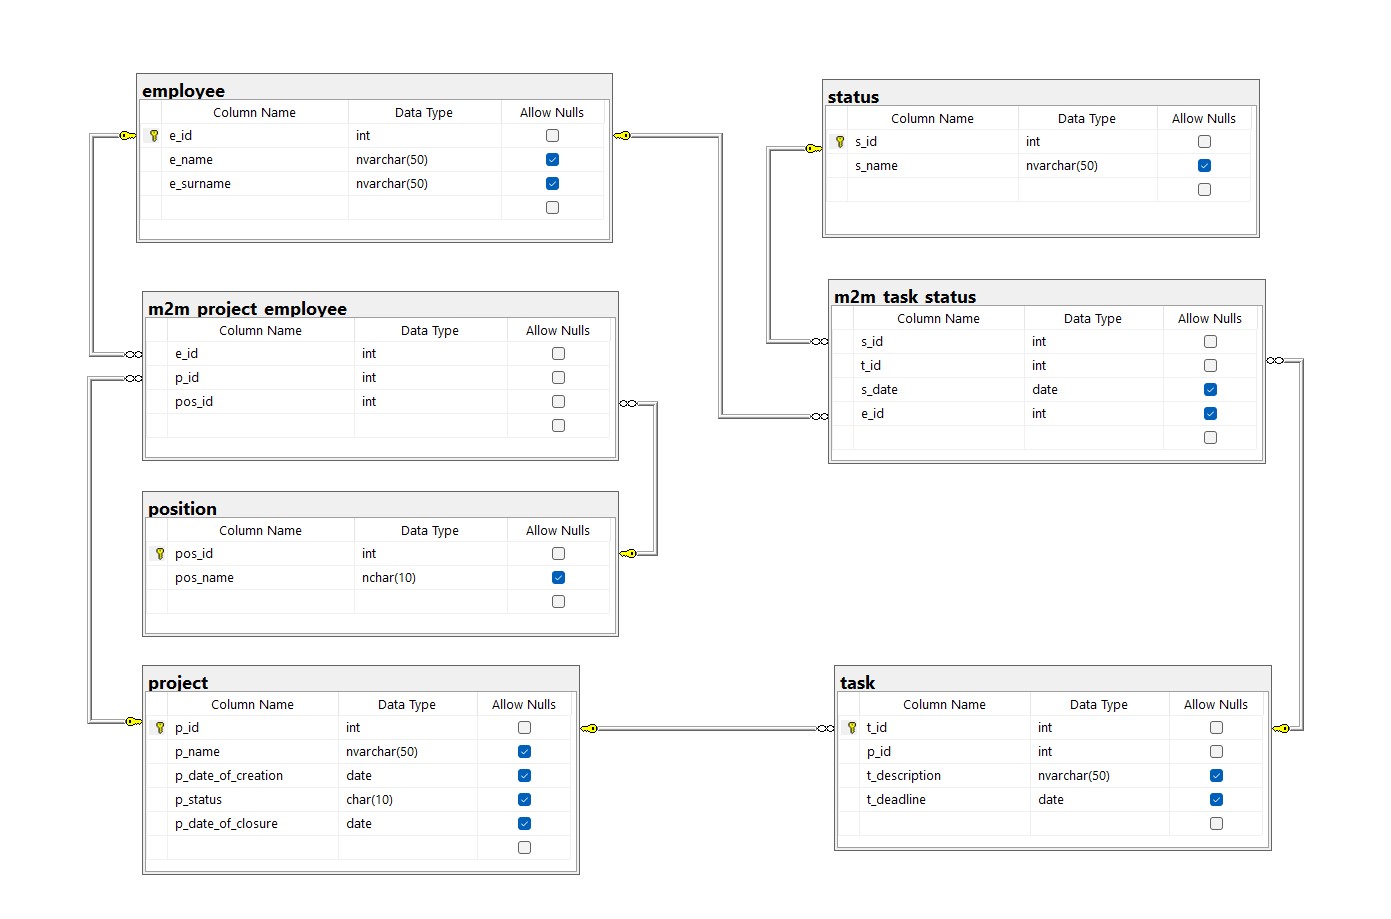 employee
Column Name Data Type Allow Nulls
e_id int
e_name nvarchar(50)
e_surname nvarchar(50)
status
Column Name Data Type Allow Nulls
s_id int
s_name nvarchar(50)
m2m_project_employee
Column Name Data Type Allow Nulls
e_id int
p_id int
pos_id int
m2m_task_status
Column Name Data Type Allow Nulls
s_id int
t_id int
s_date date
e_id int
position
Column Name Data Type Allow Nulls
pos_id int
pos_name nchar(10)
project
Column Name Data Type Allow Nulls
p_id int
p_name nvarchar(50)
p_date_of_creation date
p_status char(10)
p_date_of_closure date
task
Column Name Data Type Allow Nulls
t_id int
p_id int
t_description nvarchar(50)
t_deadline date